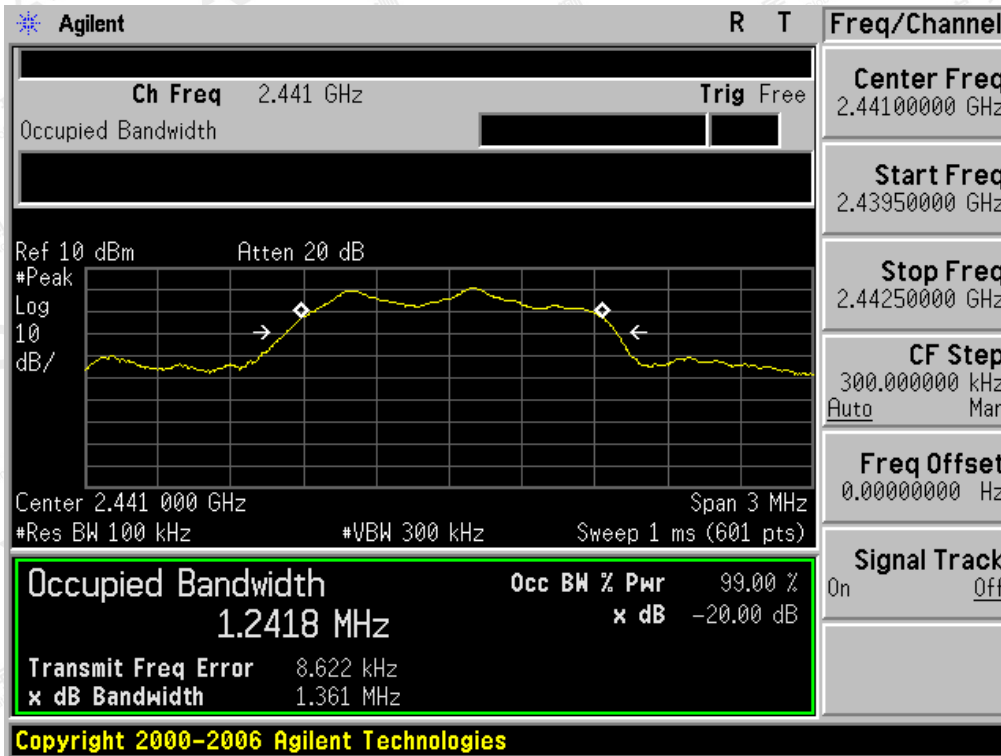 Agilent R T
Ch Freq 2.441 GHz Trig Free
Occupied Bandwidth
Ref 10 dBm Atten 20 dB
#Peak
Log
10
dB/
Center 2.441 000 GHz Span 3 MHz
#Res BW 100 kHz #VBW 300 kHz Sweep 1 ms (601 pts)
Occupied Bandwidth
1.2418 MHz
Occ BW % Pwr 99.00 %
x dB -20.00 dB
Transmit Freq Error 8.622 kHz
x dB Bandwidth 1.361 MHz
Copyright 2000-2006 Agilent Technologies
Freq/Channel
Center Freq
2.44100000 GHz
Start Freq
2.43950000 GHz
Stop Freq
2.44250000 GHz
CF Step
300.000000 kHz
Auto Man
Freq Offset
0.00000000 Hz
Signal Track
On Off